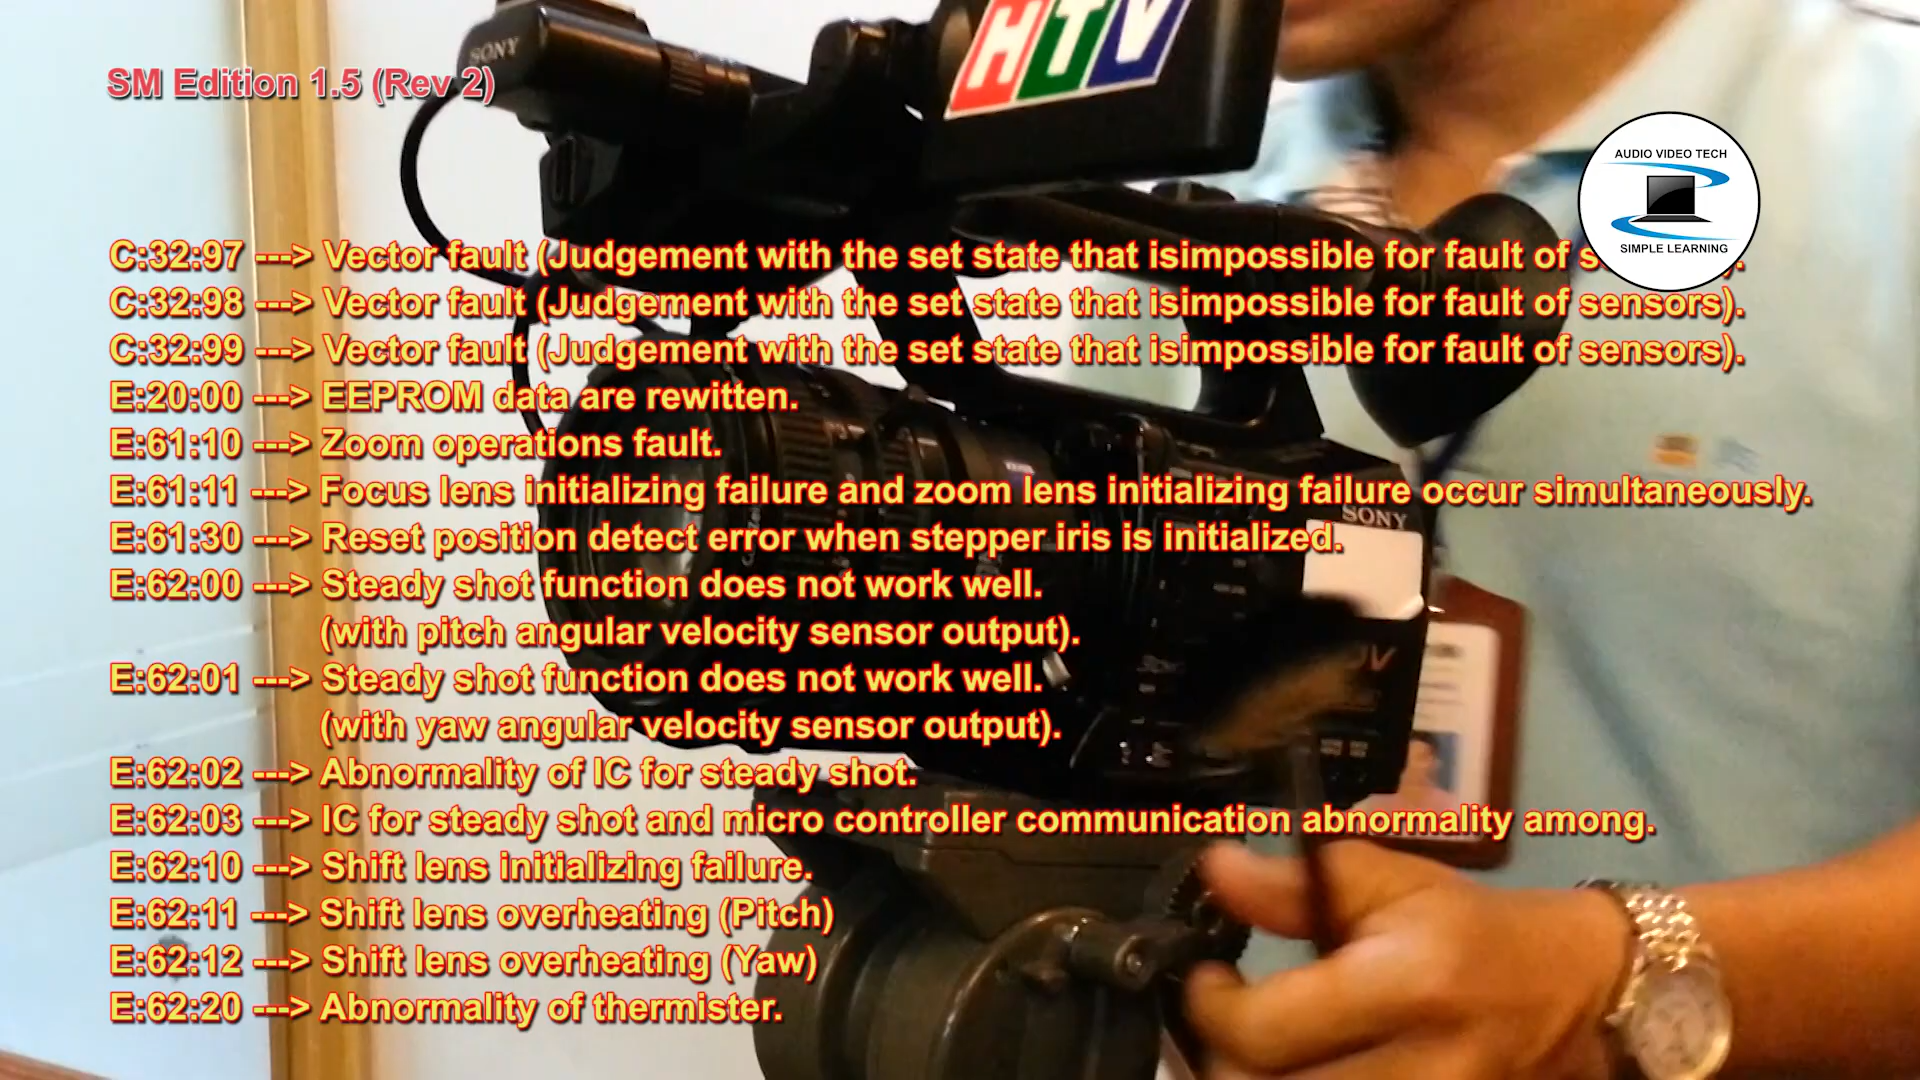 SONY
HTV
SM Edition 1.5 (Rev 2)
AUDIO VIDEO TECH
SIMPLE LEARNING
C:32:97 ---> Vector fault (Judgement with the set state that isimpossible for fault of
C:32:98 ---> Vector fault (Judgement with the set state that isimpossible for fault of sensors).
C:32:99 ---> Vector fault (Judgement with the set state that isimpossible for fault of sensors).
E:20:00 ---> EEPROM data are rewitten.
E:61:10 ---> Zoom operations fault.
E:61:11 ---> Focus lens initializing failure and zoom lens initializing failure occur simultaneously.
SONY
E:61:30 ---> Reset position detect error when stepper iris is initialized.
E:62:00 ---> Steady shot function does not work well.
(with pitch angular velocity sensor output).
E:62:01 ---> Steady shot function does not work well.
(with yaw angular velocity sensor output).
E:62:02 ---> Abnormality of IC for steady shot.
E:62:03 ---> IC for steady shot and micro controller communication abnormality among.
E:62:10 ---> Shift lens initializing failure.
E:62:11 ---> Shift lens overheating (Pitch)
E:62:12 ---> Shift lens overheating (Yaw)
E:62:20 ---> Abnormality of thermister.